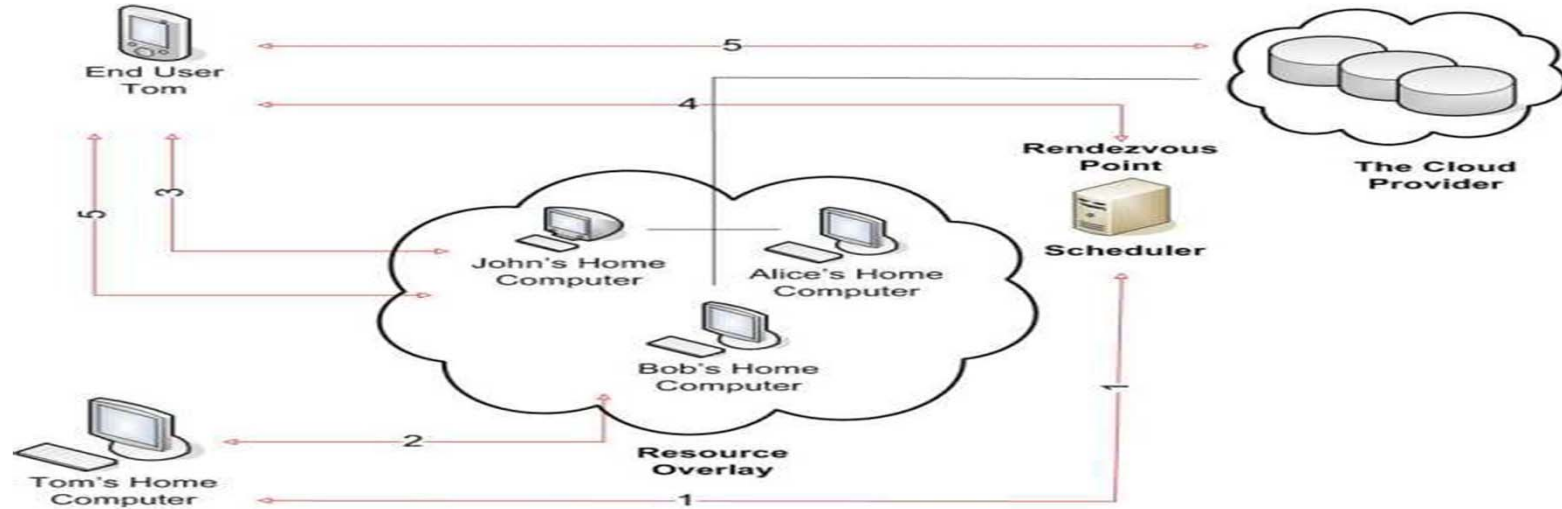 End User
Tom
5
4
Rendezvous
Point
Scheduler
The Cloud
Provider
3
5
John's Home
Computer
Alice's Home
Computer
Bob's Home
Computer
1
2
Resource
Overlay
Tom's Home
Computer
1